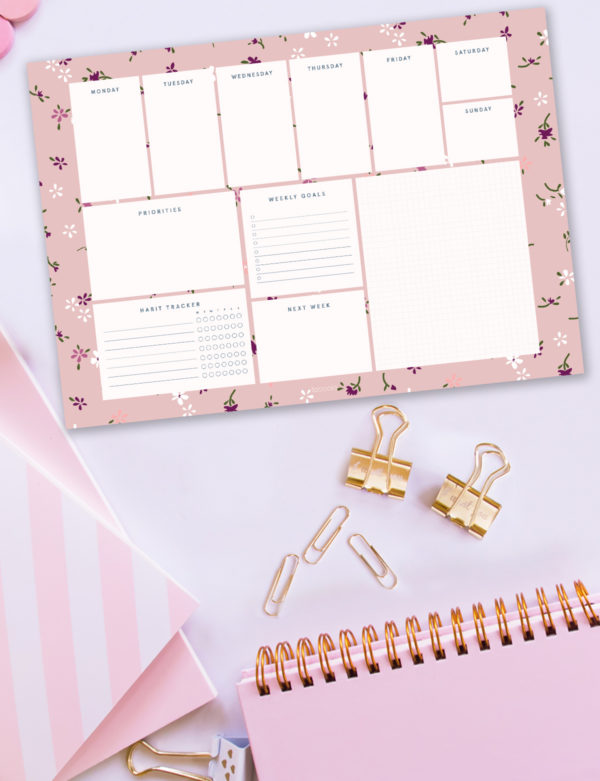 MONDAY
TUESDAY
WEDNESDAY
THURSDAY
FRIDAY
SATURDAY
SUNDAY
PRIORITIES
WEEKLY GOALS
HABIT TRACKER
M T W T F S S
NEXT WEEK